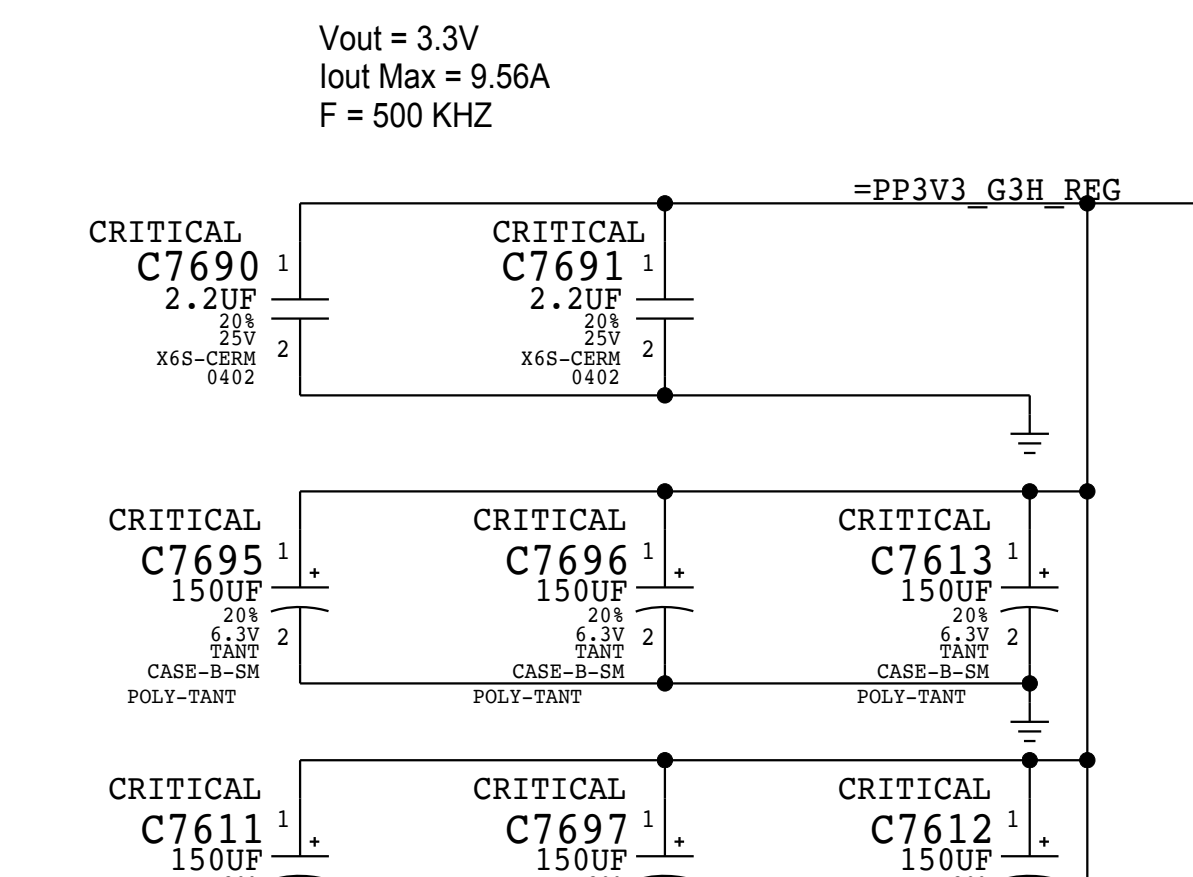 Vout = 3.3V
Iout Max = 9.56A
F = 500 KHZ
=PP3V3_G3H_REG
CRITICAL
C7690 1
2.2UF
20%
25V
X6S-CERM 2
0402
CRITICAL
C7691 1
2.2UF
20%
25V
X6S-CERM 2
0402
CRITICAL
C7695 1
+
150UF
20%
6.3V 2
TANT
CASE-B-SM
POLY-TANT
CRITICAL
C7696 1
+
150UF
20%
6.3V 2
TANT
CASE-B-SM
POLY-TANT
CRITICAL
C7613 1
+
150UF
20%
6.3V 2
TANT
CASE-B-SM
POLY-TANT
CRITICAL
C7611 1
+
150UF
CRITICAL
C7697 1
+
150UF
CRITICAL
C7612 1
+
150UF